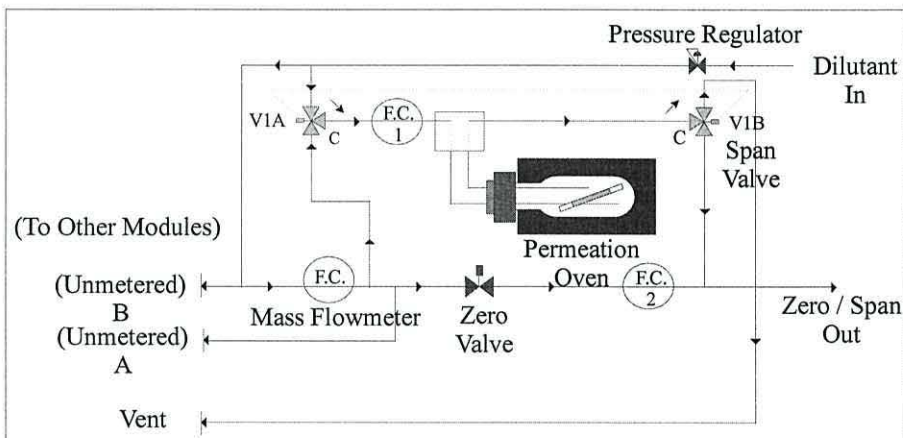 Pressure Regulator
Dilutant
In
V1A
C
F.C.
1
C
V1B
Span
Valve
(To Other Modules)
Permeation
Oven
(Unmetered)
B
F.C.
Mass Flowmeter
Zero
Valve
F.C.
2
Zero / Span
Out
(Unmetered)
A
Vent